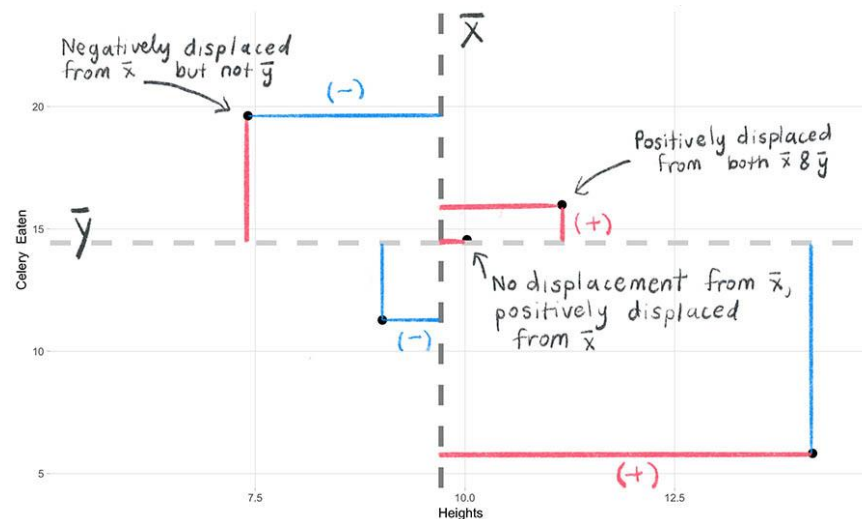 X̅
Negatively displaced
from x̅ but not y̅
(-)
20
Positively displaced
from both x̅ & y̅
(+)
15
Y̅
No displacement from x̅,
positively displaced
from x̅
(-)
10
(+)
5
7.5
10.0
12.5
Celery Eaten
Heights